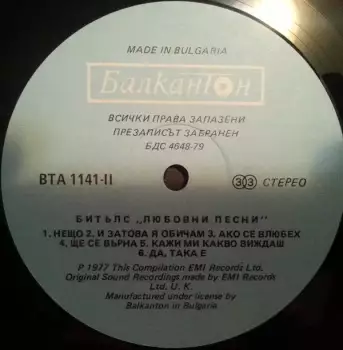 MADE IN BULGARIA
Балкантон
ВСИЧКИ ПРАВА ЗАПАЗЕНИ
ПРЕЗАПИСЪТ ЗАБРАНЕН
БДС 4648-79
ВТА 1141-II
33 СТЕРЕО
БИТЪЛС „ЛЮБОВНИ ПЕСНИ"
1. НЕЩО 2. И ЗАТОВА Я ОБИЧАМ 3. АКО СЕ ВЛЮБЕХ
4. ЩЕ СЕ ВЪРНА 5. КАЖИ МИ КАКВО ВИЖДАШ
6. ДА, ТАКА Е
P 1977 This Compilation EMI Records Ltd.
Original Sound Recordings made by EMI Records
Ltd. U. K.
Manufactured under license by
Balkanton in Bulgaria